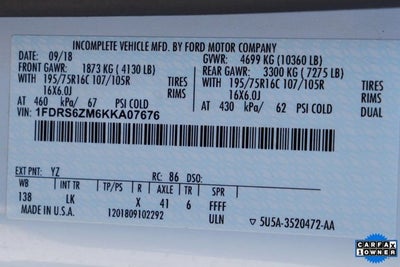 INCOMPLETE VEHICLE MFD. BY FORD MOTOR COMPANY
DATE: 09/18 GVWR: 4699 KG (10360 LB)
FRONT GAWR: 1873 KG ( 4130 LB) REAR GAWR: 3300 KG ( 7275 LB)
WITH 195/75R16C 107/105R TIRES WITH 195/75R16C 107/105R TIRES
16X6.0J RIMS 16X6.0J RIMS
AT 460 kPa/ 67 PSI COLD AT 430 kPa/ 62 PSI COLD DUAL
VIN: 1FDRS6ZM6KKA07676
EXT PNT: YZ RC: 86 DSO:
WB INT TR TP/PS R AXLE TR SPR
138 LK X 41 6 FFFF
MADE IN U.S.A. 1201809102292 ULN 5U5A-3520472-AA
CARFAX
1 OWNER